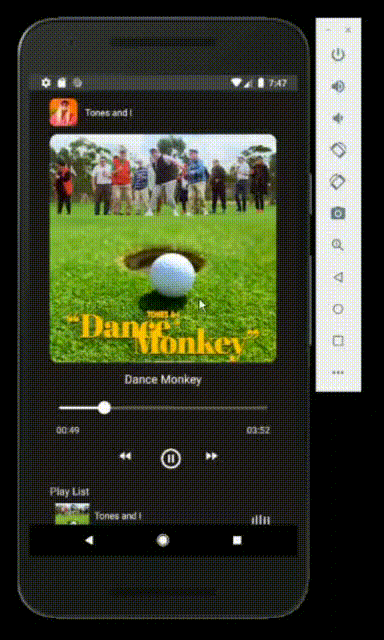 7:47
Tones and I
TONES AND I
"Dance
Monkey"
Dance Monkey
00:49
03:52
Play List
Tones and I